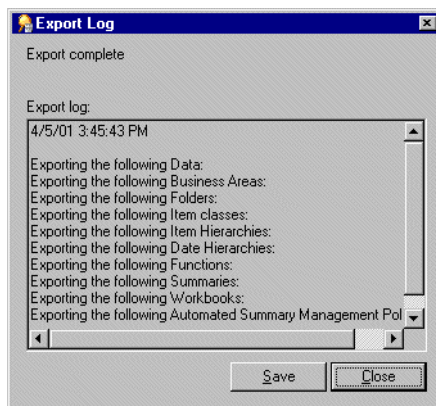 Export Log
Export complete
Export log:
4/5/01 3:45:43 PM
Exporting the following Data:
Exporting the following Business Areas:
Exporting the following Folders:
Exporting the following Item classes:
Exporting the following Item Hierarchies:
Exporting the following Date Hierarchies:
Exporting the following Functions:
Exporting the following Summaries:
Exporting the following Workbooks:
Exporting the following Automated Summary Management Pol
Save
Close